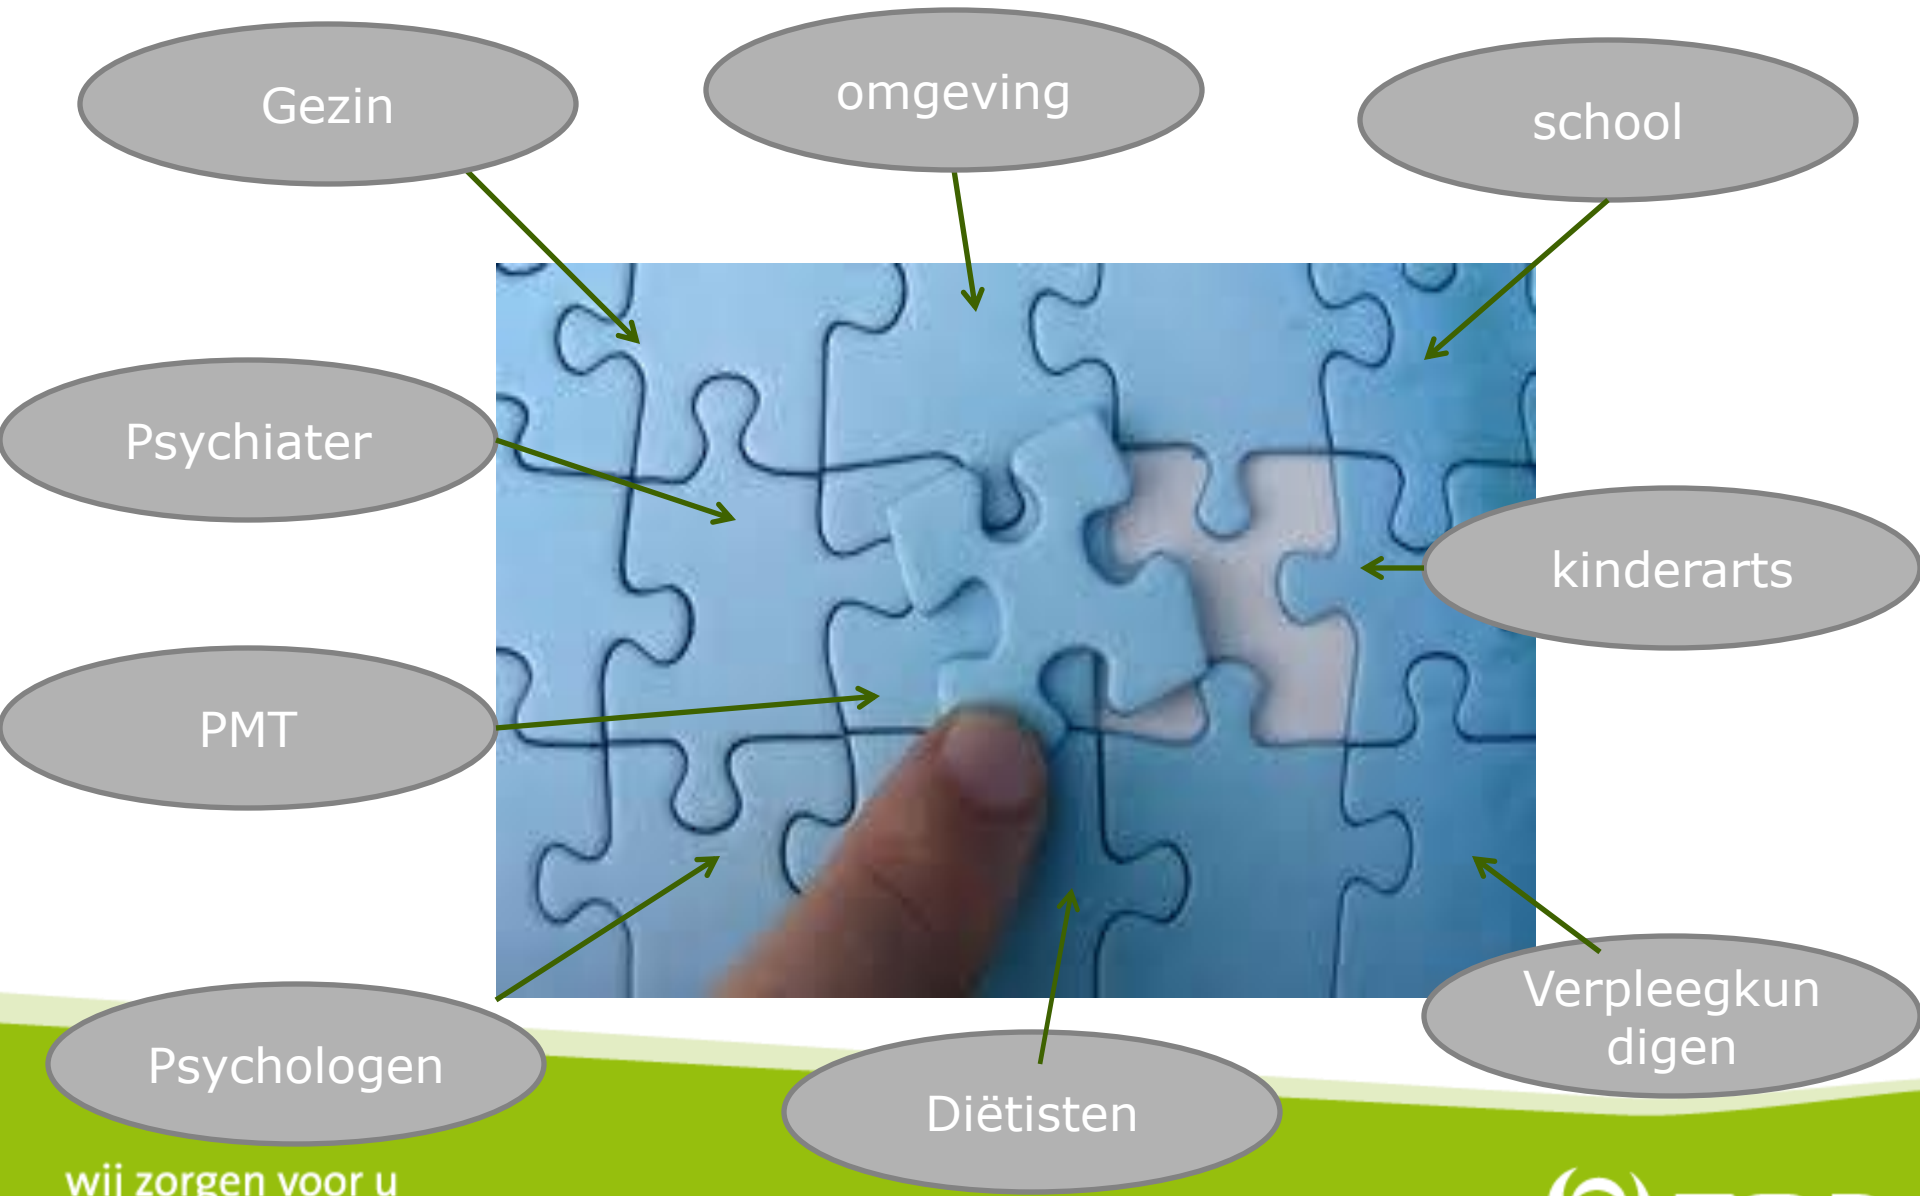 Gezin
omgeving
school
Psychiater
kinderarts
PMT
Verpleegkun
digen
Psychologen
Diëtisten
wij zorgen voor u